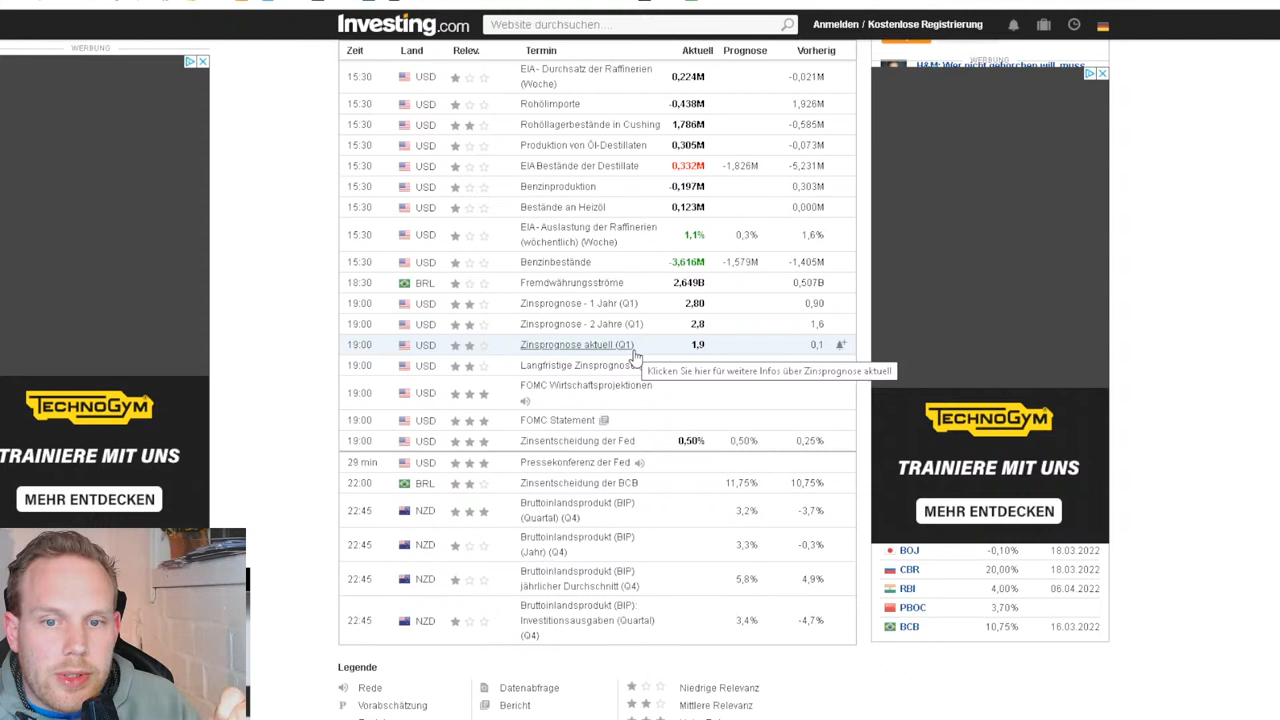 Investing.com
Website durchsuchen....
Anmelden / Kostenlose Registrierung
WERBUNG
Zeit Land Relev. Termin Aktuell Prognose Vorherig
15:30 USD EIA - Durchsatz der Raffinerien (Woche) 0,224M -0,021M
15:30 USD Rohölimporte -0,438M 1,926M
15:30 USD Rohöllagerbestände in Cushing 1,786M -0,585M
15:30 USD Produktion von Öl-Destillaten 0,305M -0,073M
15:30 USD EIA Bestände der Destillate 0,332M -1,826M -5,231M
15:30 USD Benzinproduktion -0,197M 0,303M
15:30 USD Bestände an Heizöl 0,123M 0,000M
15:30 USD EIA - Auslastung der Raffinerien (wöchentlich) (Woche) 1,1% 0,3% 1,6%
15:30 USD Benzinbestände -3,616M -1,579M -1,405M
18:30 BRL Fremdwährungsströme 2,649B 0,507B
19:00 USD Zinsprognose - 1 Jahr (Q1) 2,80 0,90
19:00 USD Zinsprognose - 2 Jahre (Q1) 2,8 1,6
19:00 USD Zinsprognose aktuell (Q1) 1,9 0,1
19:00 USD Langfristige Zinsprognose
Klicken Sie hier für weitere Infos über Zinsprognose aktuell
19:00 USD FOMC Wirtschaftsprojektionen
19:00 USD FOMC Statement
19:00 USD Zinsentscheidung der Fed 0,50% 0,50% 0,25%
29 min USD Pressekonferenz der Fed
22:00 BRL Zinsentscheidung der BCB 11,75% 10,75%
22:45 NZD Bruttoinlandsprodukt (BIP) (Quartal) (Q4) 3,2% -3,7%
22:45 NZD Bruttoinlandsprodukt (BIP) (Jahr) (Q4) 3,3% -0,3%
22:45 NZD Bruttoinlandsprodukt (BIP) jährlicher Durchschnitt (Q4) 5,8% 4,9%
22:45 NZD Bruttoinlandsprodukt (BIP): Investitionsausgaben (Quartal) (Q4) 3,4% -4,7%
Legende
Rede
Vorabschätzung
Datenabfrage
Bericht
Niedrige Relevanz
Mittlere Relevanz
H&M: Wer nicht gehorchen will, muss
WERBUNG
TECHNOGYM
TRAINIERE MIT UNS
MEHR ENTDECKEN
TECHNOGYM
TRAINIERE MIT UNS
MEHR ENTDECKEN
BOJ -0,10% 18.03.2022
CBR 20,00% 18.03.2022
RBI 4,00% 06.04.2022
PBOC 3,70%
BCB 10,75% 16.03.2022